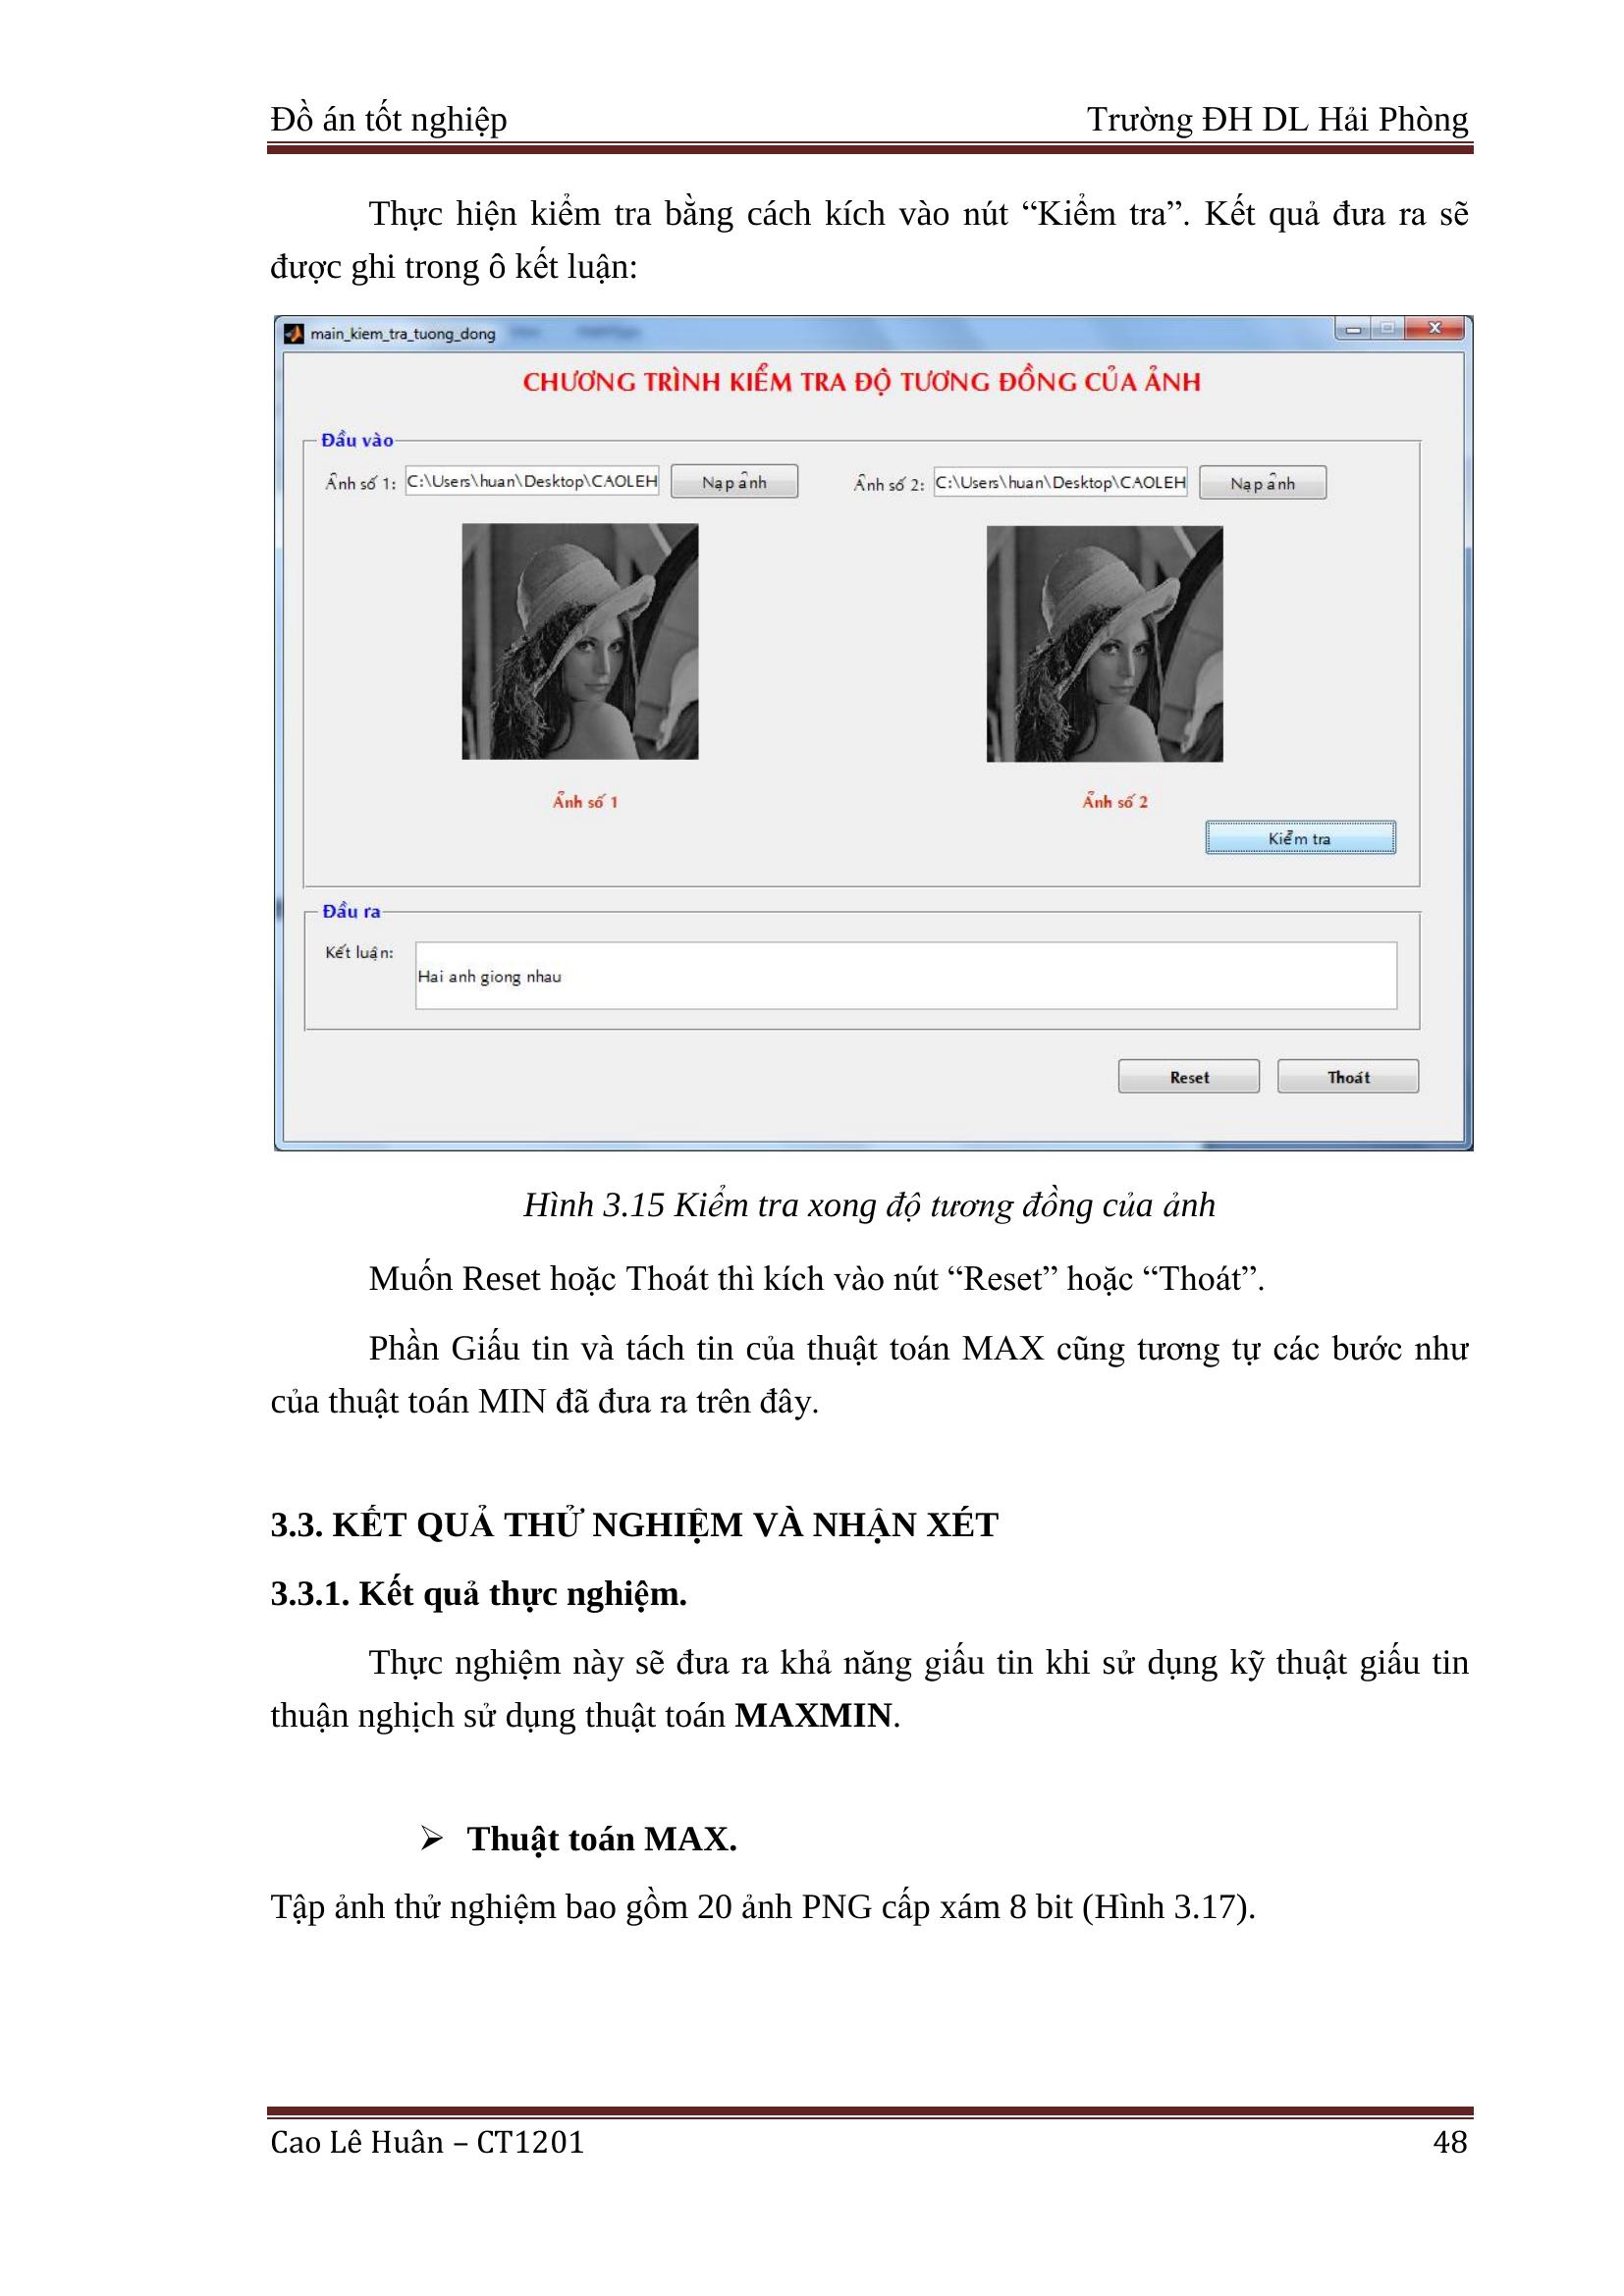 Đồ án tốt nghiệp Trường ĐH DL Hải Phòng
Thực hiện kiểm tra bằng cách kích vào nút “Kiểm tra”. Kết quả đưa ra sẽ
được ghi trong ô kết luận:
main_kiem_tra_tuong_dong
CHƯƠNG TRÌNH KIỂM TRA ĐỘ TƯƠNG ĐỒNG CỦA ẢNH
Đầu vào
Ảnh số 1: C:\Users\huan\Desktop\CAOLEH Nạp ảnh Ảnh số 2: C:\Users\huan\Desktop\CAOLEH Nạp ảnh
Ảnh số 1 Ảnh số 2
Kiểm tra
Đầu ra
Kết luận:
Hai anh giong nhau
Reset Thoát
Hình 3.15 Kiểm tra xong độ tương đồng của ảnh
Muốn Reset hoặc Thoát thì kích vào nút “Reset” hoặc “Thoát”.
Phần Giấu tin và tách tin của thuật toán MAX cũng tương tự các bước như
của thuật toán MIN đã đưa ra trên đây.
3.3. KẾT QUẢ THỬ NGHIỆM VÀ NHẬN XÉT
3.3.1. Kết quả thực nghiệm.
Thực nghiệm này sẽ đưa ra khả năng giấu tin khi sử dụng kỹ thuật giấu tin
thuận nghịch sử dụng thuật toán MAXMIN.
➢ Thuật toán MAX.
Tập ảnh thử nghiệm bao gồm 20 ảnh PNG cấp xám 8 bit (Hình 3.17).
Cao Lê Huân – CT1201 48